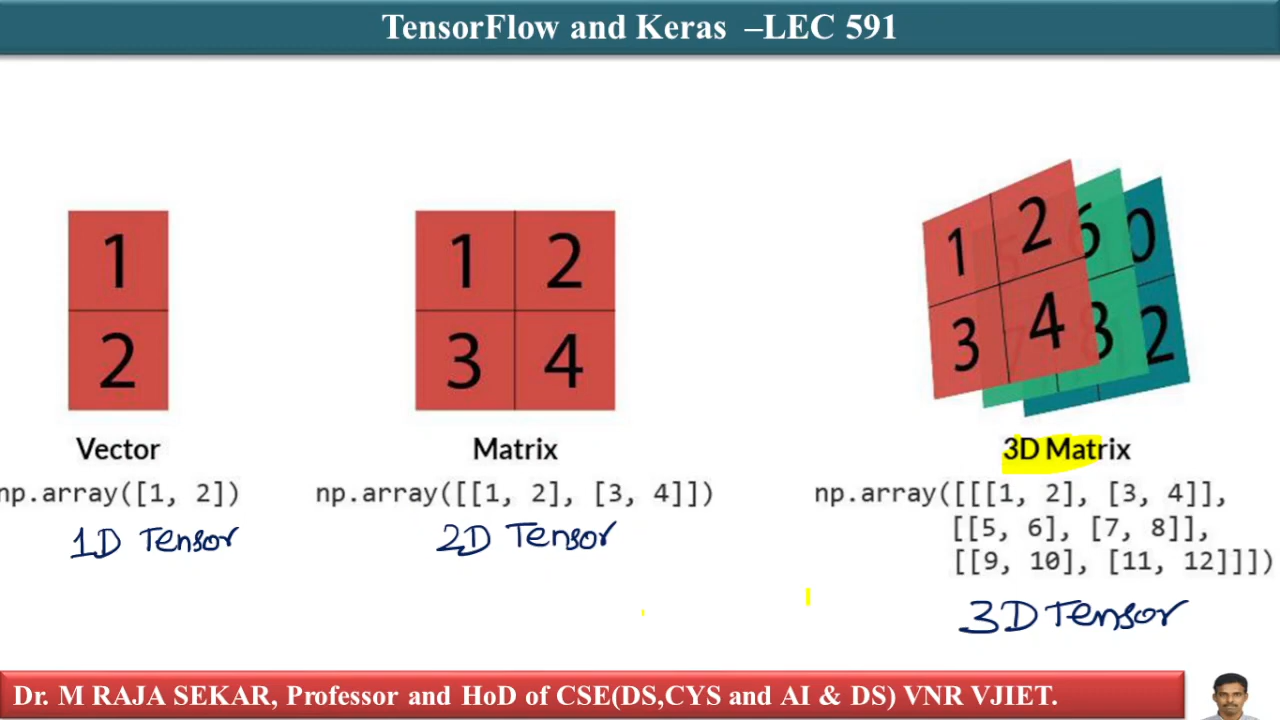 TensorFlow and Keras –LEC 591
1
2
1 2
3 4
1 2 6 0
3 4 8 2
Vector
Matrix
3D Matrix
np.array([1, 2])
np.array([[1, 2], [3, 4]])
np.array([[[1, 2], [3, 4]],
[[5, 6], [7, 8]],
[[9, 10], [11, 12]]])
1D Tensor
2D Tensor
3D Tensor
Dr. M RAJA SEKAR, Professor and HoD of CSE(DS,CYS and AI & DS) VNR VJIET.